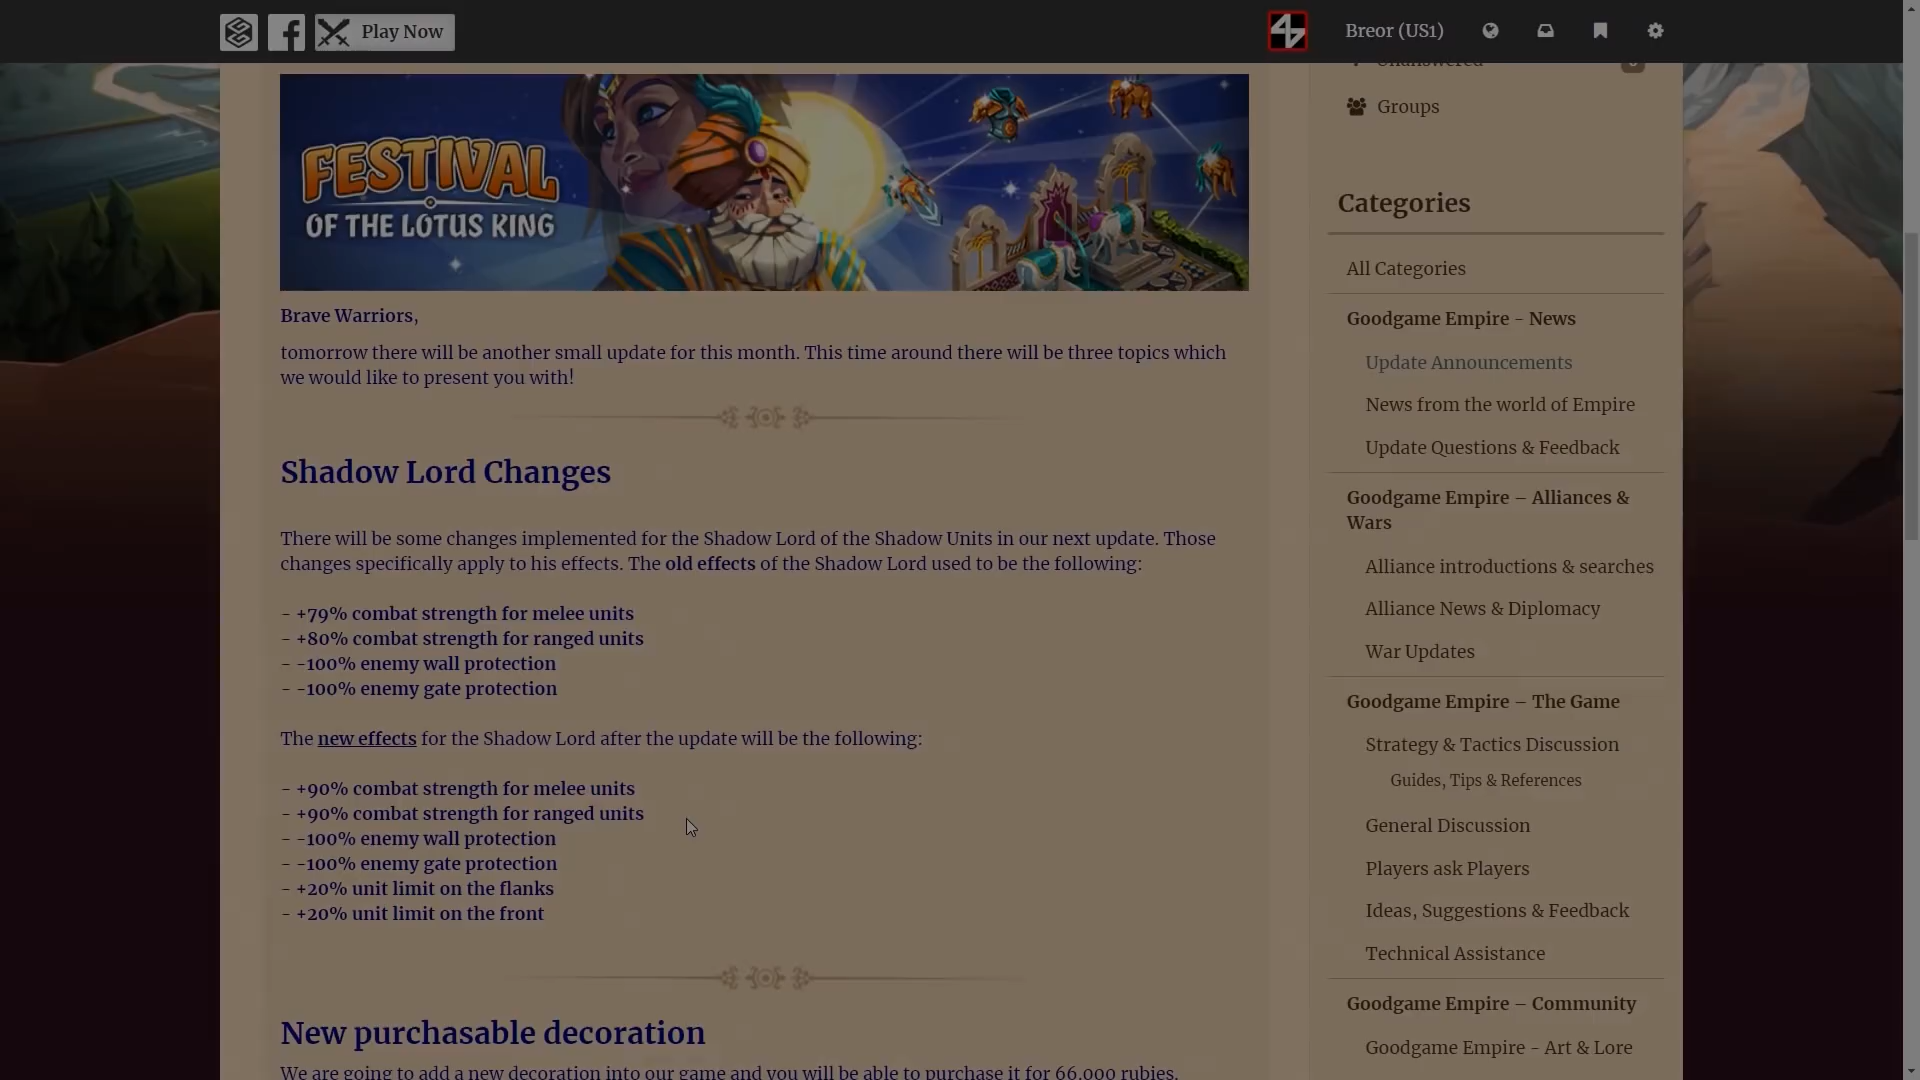 Play Now
Breor (US1)
FESTIVAL
OF THE LOTUS KING
Brave Warriors,
tomorrow there will be another small update for this month. This time around there will be three topics which
we would like to present you with!
Shadow Lord Changes
There will be some changes implemented for the Shadow Lord of the Shadow Units in our next update. Those
changes specifically apply to his effects. The old effects of the Shadow Lord used to be the following:
- +79% combat strength for melee units
- +80% combat strength for ranged units
- -100% enemy wall protection
- -100% enemy gate protection
The new effects for the Shadow Lord after the update will be the following:
- +90% combat strength for melee units
- +90% combat strength for ranged units
- -100% enemy wall protection
- -100% enemy gate protection
- +20% unit limit on the flanks
- +20% unit limit on the front
New purchasable decoration
We are going to add a new decoration into our game and you will be able to purchase it for 66.000 rubies.
Unanswered
Groups
Categories
All Categories
Goodgame Empire - News
Update Announcements
News from the world of Empire
Update Questions & Feedback
Goodgame Empire – Alliances &
Wars
Alliance introductions & searches
Alliance News & Diplomacy
War Updates
Goodgame Empire – The Game
Strategy & Tactics Discussion
Guides, Tips & References
General Discussion
Players ask Players
Ideas, Suggestions & Feedback
Technical Assistance
Goodgame Empire – Community
Goodgame Empire - Art & Lore